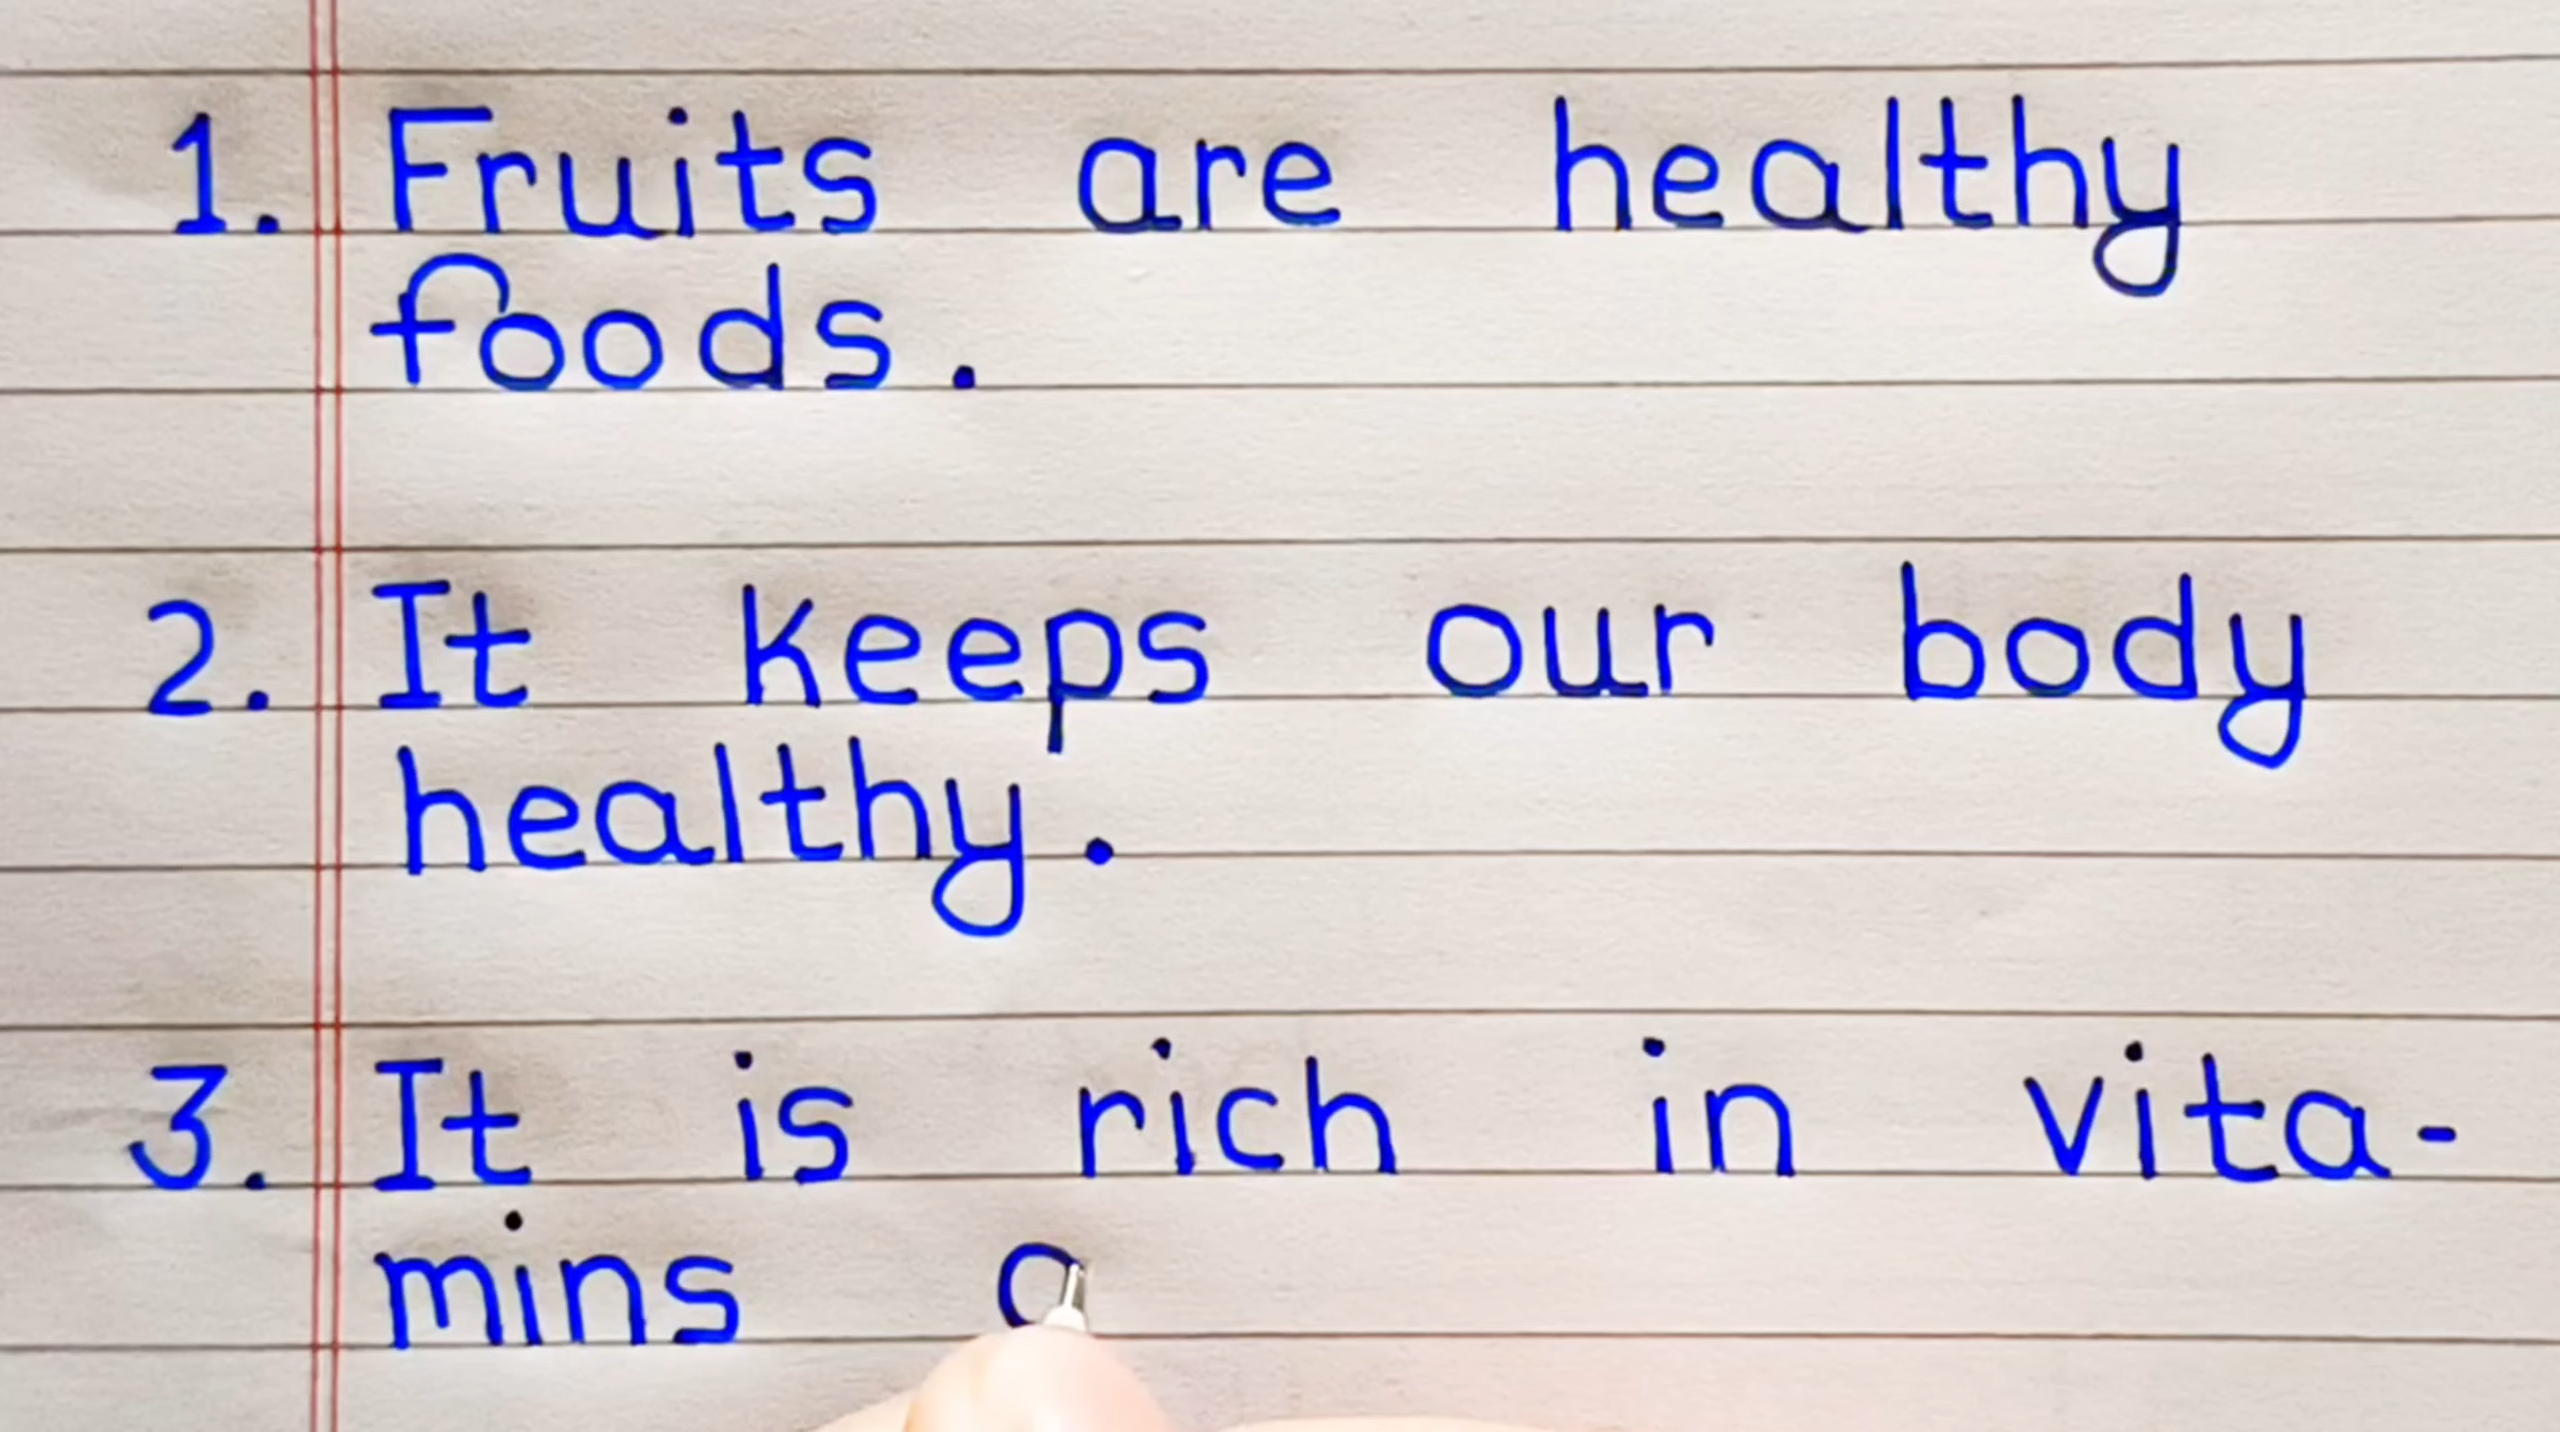 1. Fruits are healthy
foods.
2. It keeps our body
healthy.
3. It is rich in vita-
mins